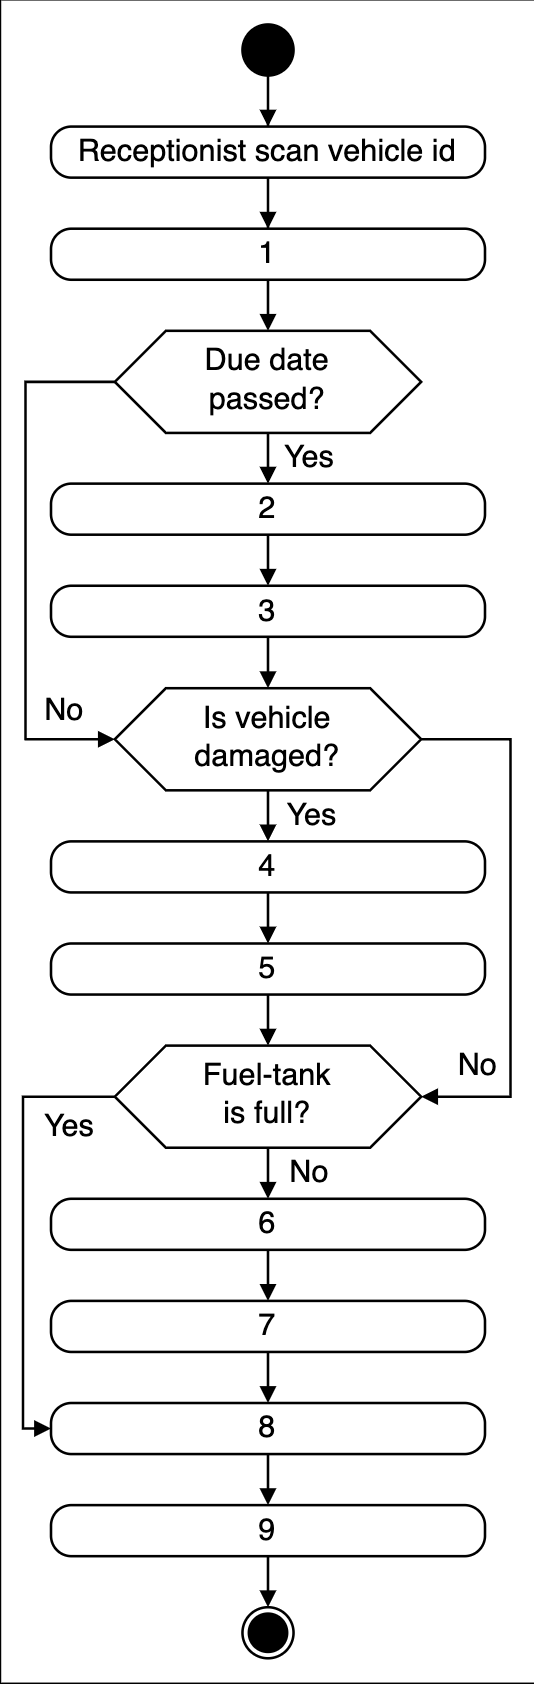 Receptionist scan vehicle id
1
Due date
passed?
Yes
2
3
No
Is vehicle
damaged?
Yes
4
5
No
Fuel-tank
is full?
Yes
No
6
7
8
9